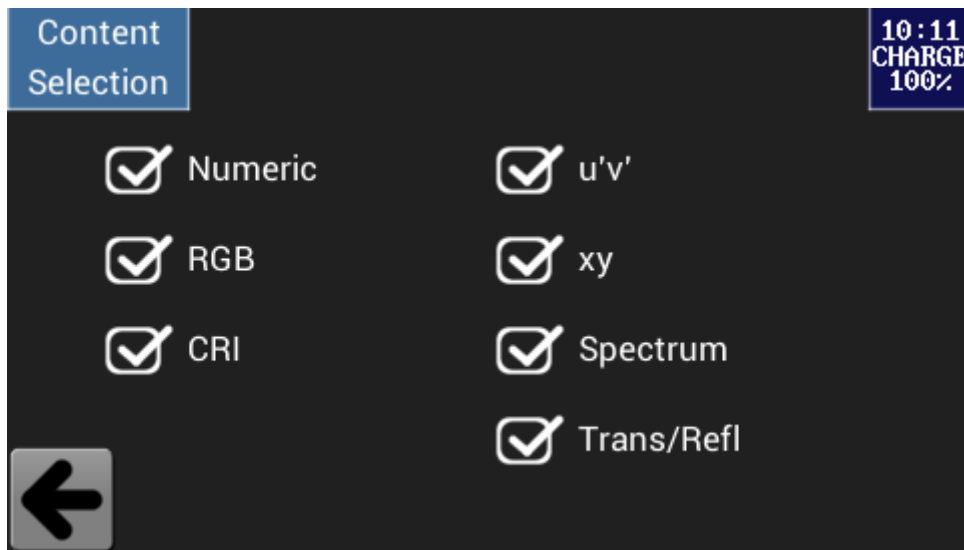 Content
Selection
10:11
CHARGE
100%
Numeric
u'v'
RGB
xy
CRI
Spectrum
Trans/Refl